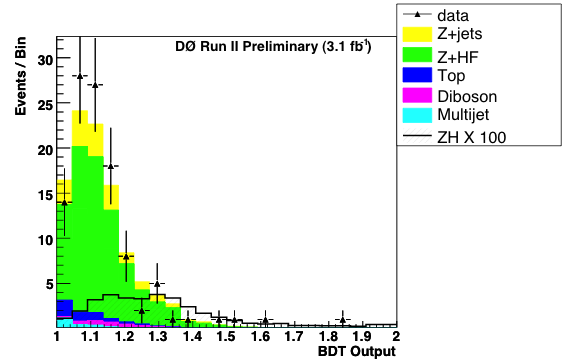 DØ Run II Preliminary (3.1 fb⁻¹)
data
Z+jets
Z+HF
Top
Diboson
Multijet
ZH X 100
Events / Bin
30
25
20
15
10
5
1 1.1 1.2 1.3 1.4 1.5 1.6 1.7 1.8 1.9 2
BDT Output